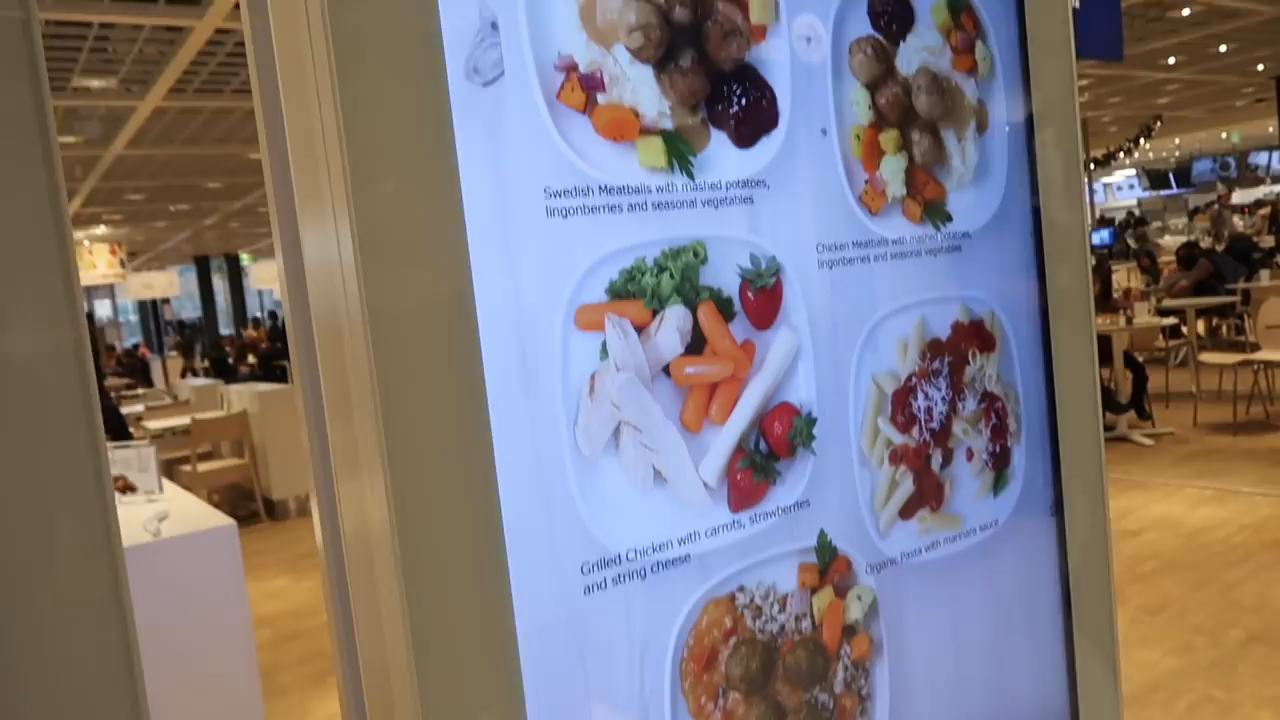 Swedish Meatballs with mashed potatoes,
lingonberries and seasonal vegetables
Chicken Meatballs with mashed potatoes,
lingonberries and seasonal vegetables
Grilled Chicken with carrots, strawberries
and string cheese
Organic Pasta with marinara sauce